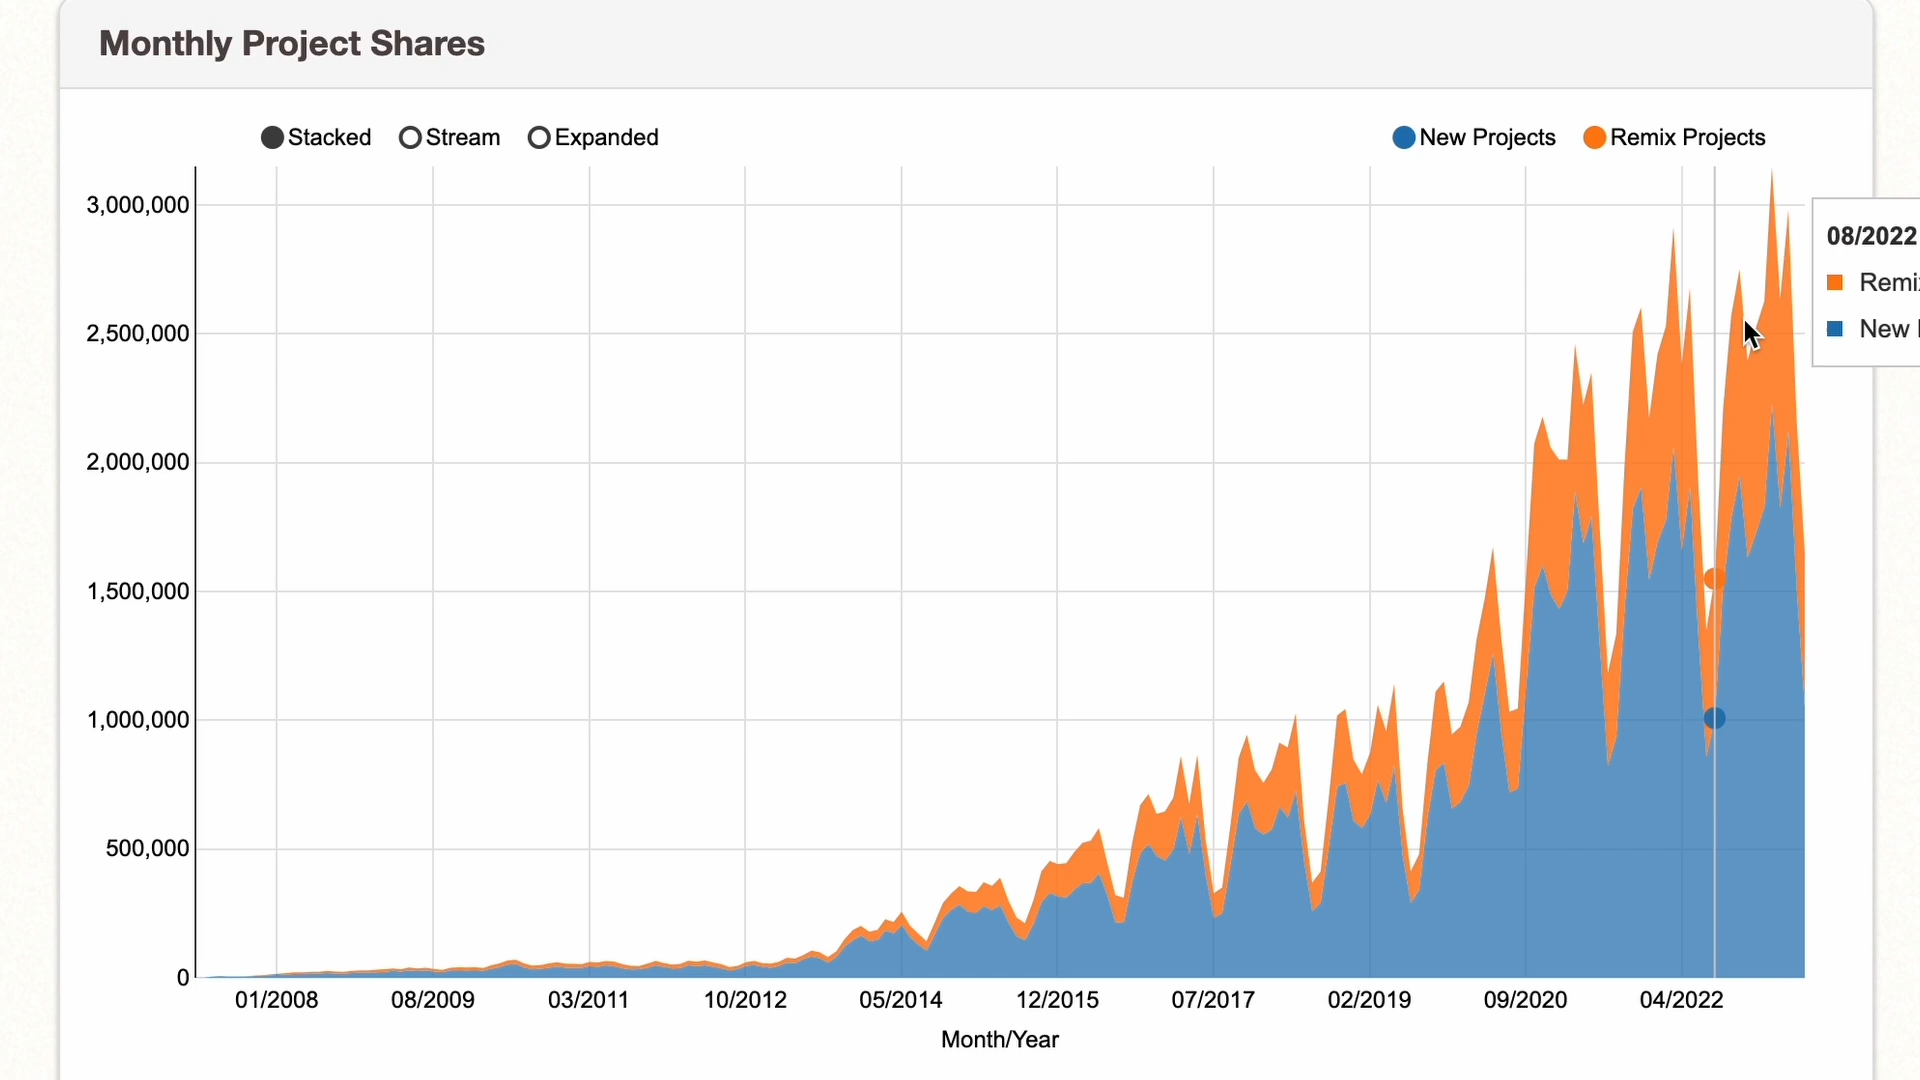 Monthly Project Shares
Stacked Stream Expanded New Projects Remix Projects
3,000,000
2,500,000
2,000,000
1,500,000
1,000,000
500,000
0
08/2022
Remi
New
01/2008 08/2009 03/2011 10/2012 05/2014 12/2015 07/2017 02/2019 09/2020 04/2022
Month/Year